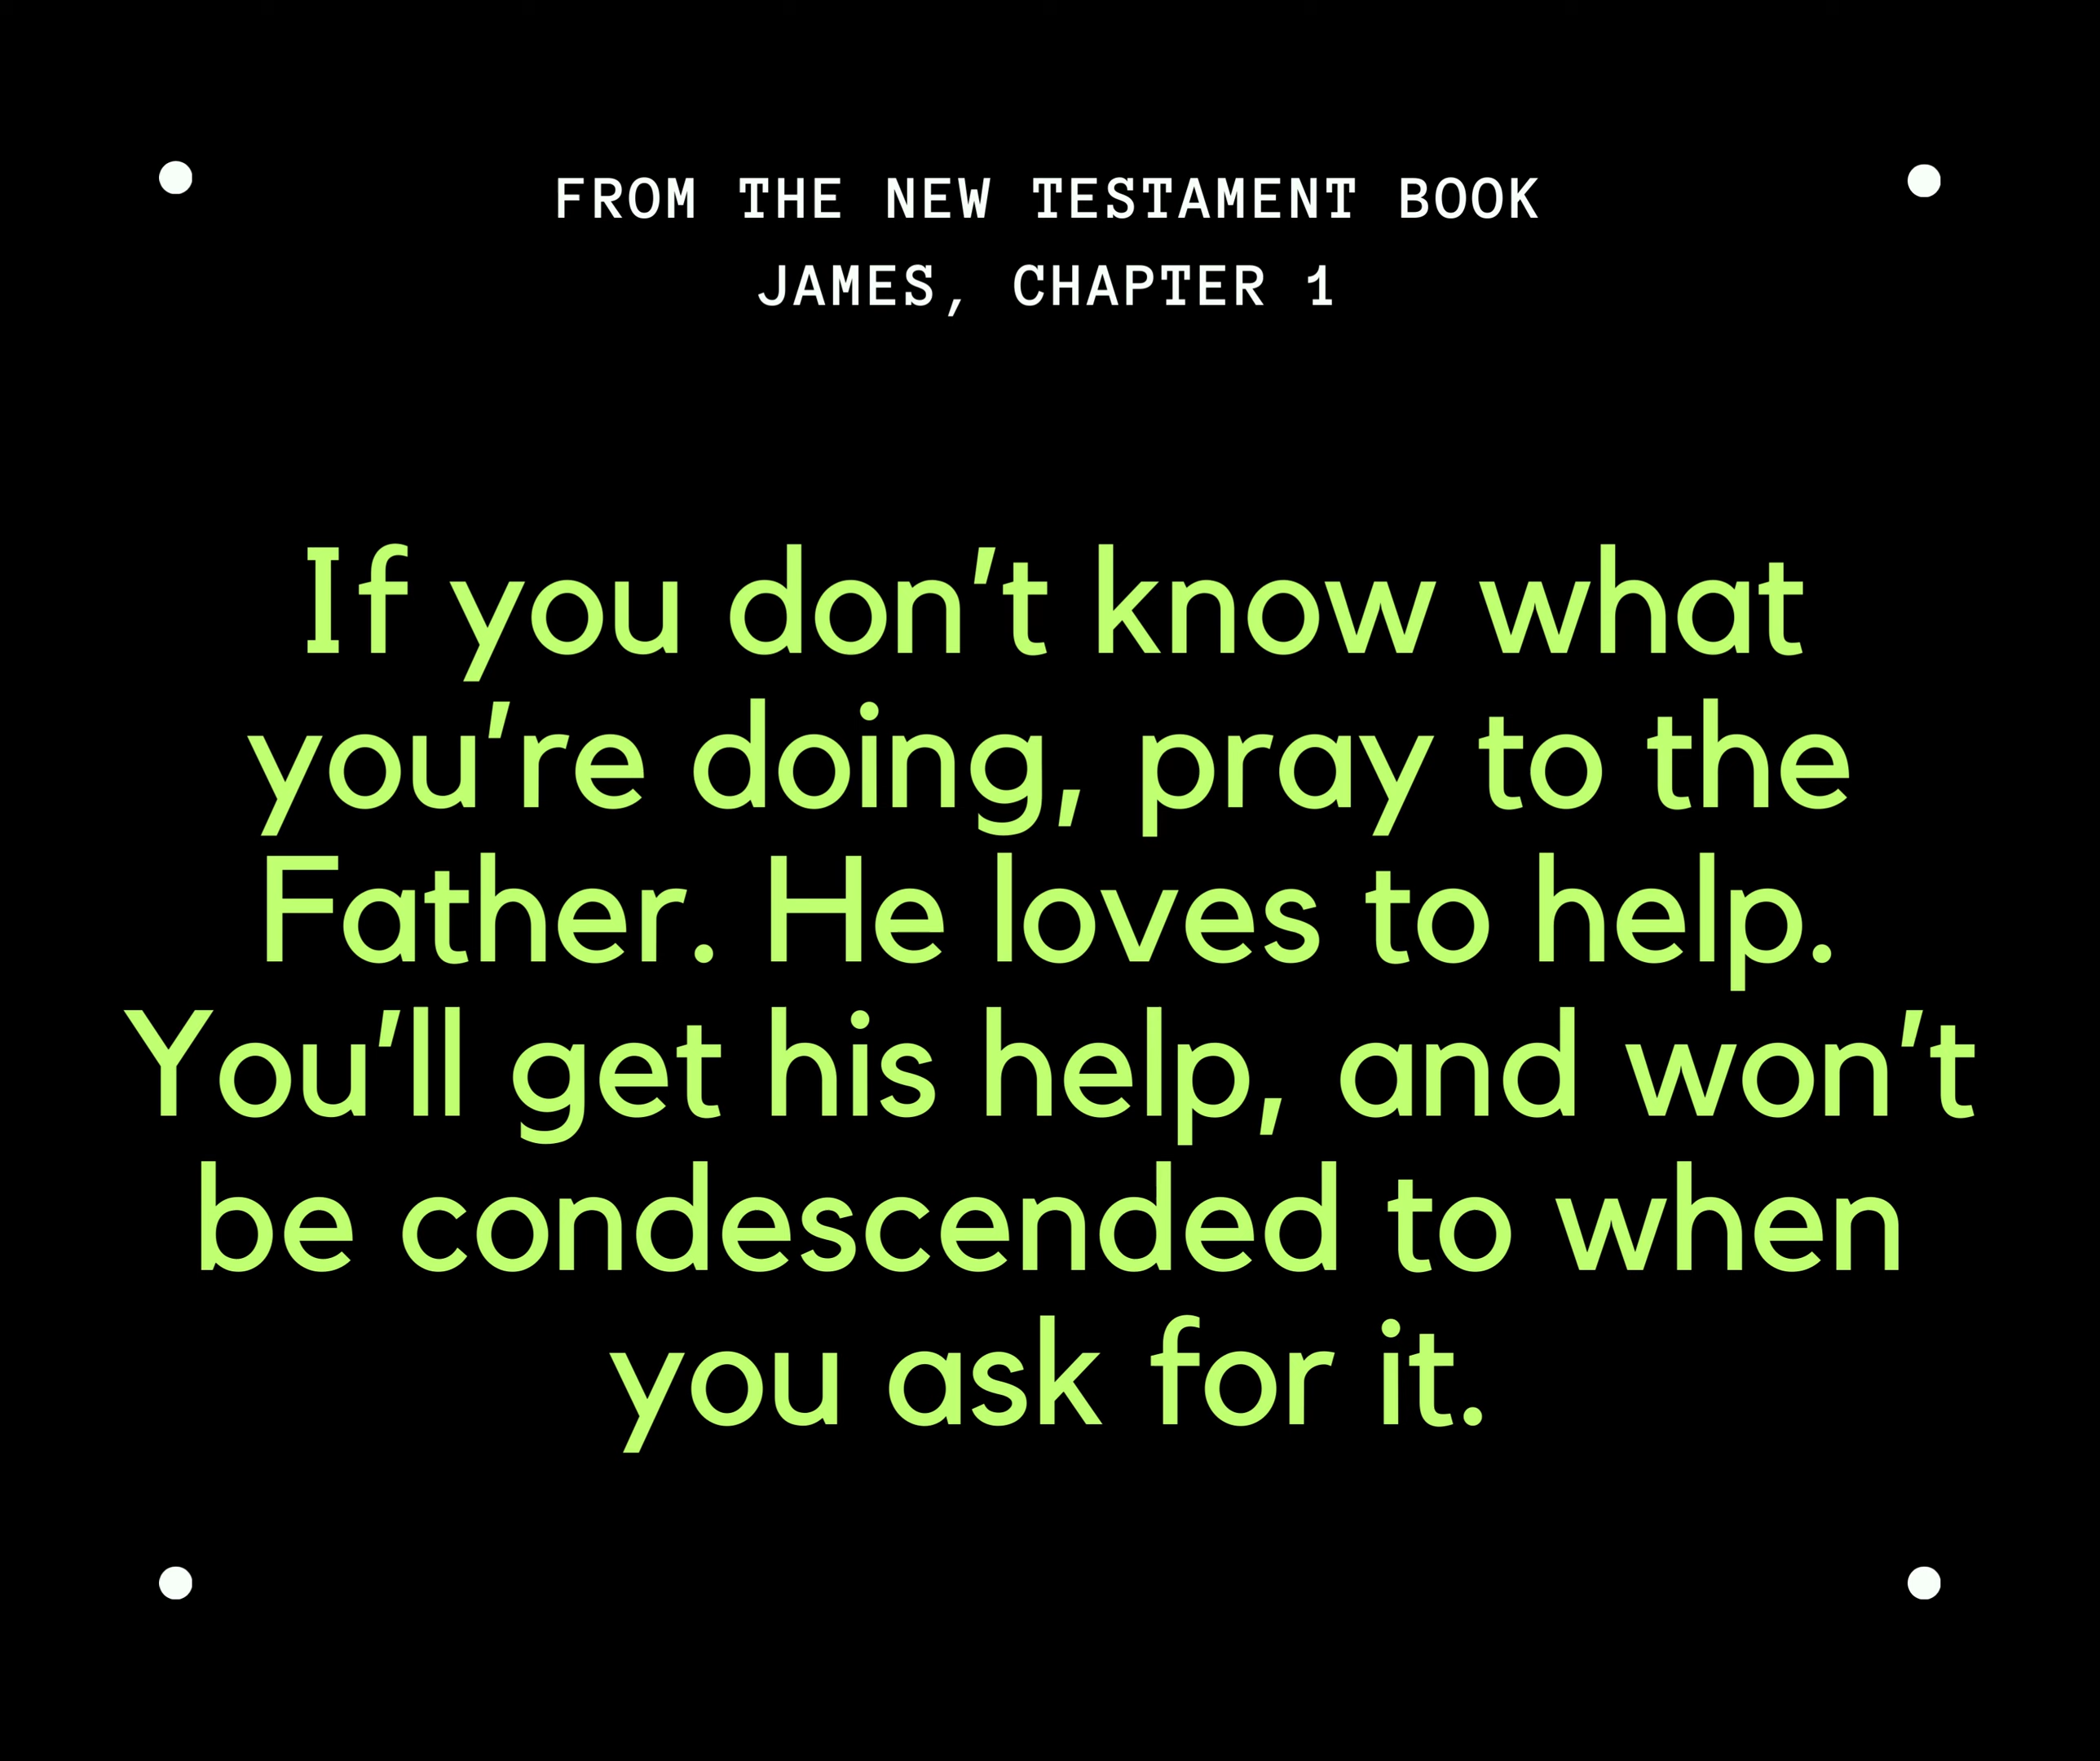 FROM THE NEW TESTAMENT BOOK
JAMES, CHAPTER 1
If you don’t know what
you’re doing, pray to the
Father. He loves to help.
You’ll get his help, and won’t
be condescended to when
you ask for it.